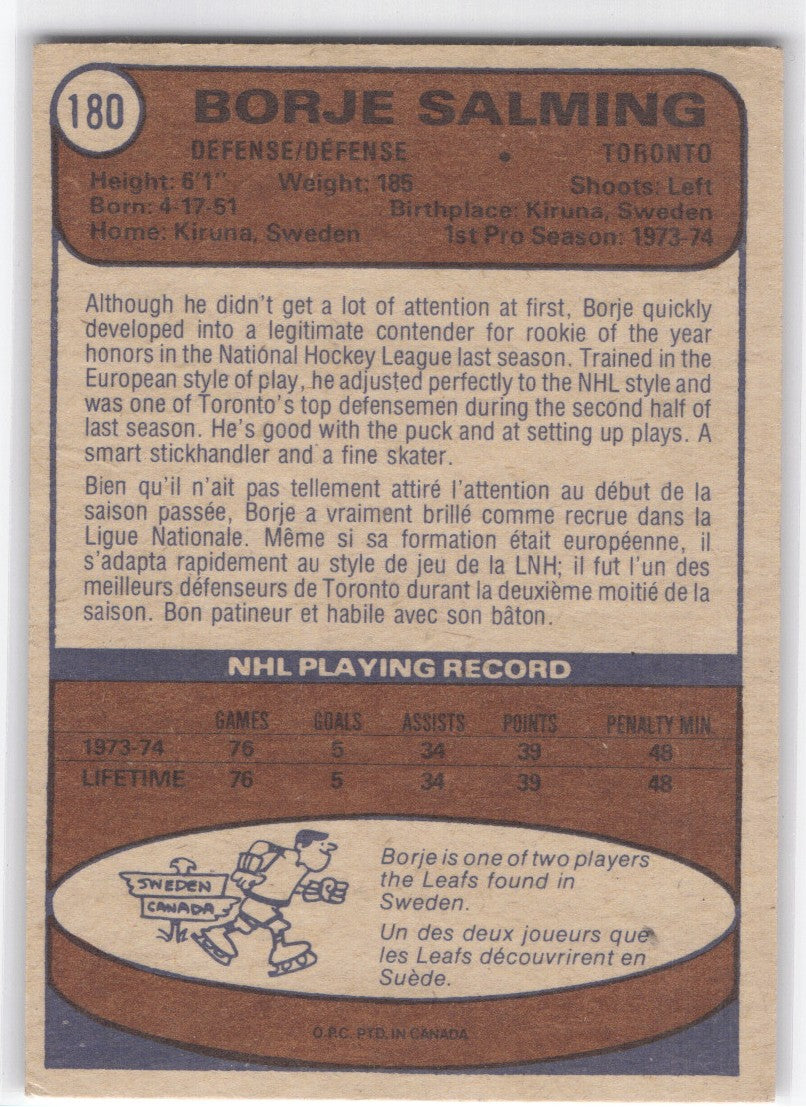 180
BORJE SALMING
DEFENSE/DÉFENSE • TORONTO
Height: 6'1" Weight: 185 Shoots: Left
Born: 4-17-51 Birthplace: Kiruna, Sweden
Home: Kiruna, Sweden 1st Pro Season: 1973-74
Although he didn't get a lot of attention at first, Borje quickly
developed into a legitimate contender for rookie of the year
honors in the National Hockey League last season. Trained in the
European style of play, he adjusted perfectly to the NHL style and
was one of Toronto's top defensemen during the second half of
last season. He's good with the puck and at setting up plays. A
smart stickhandler and a fine skater.
Bien qu'il n'ait pas tellement attiré l'attention au début de la
saison passée, Borje a vraiment brillé comme recrue dans la
Ligue Nationale. Même si sa formation était européenne, il
s'adapta rapidement au style de jeu de la LNH; il fut l'un des
meilleurs défenseurs de Toronto durant la deuxième moitié de la
saison. Bon patineur et habile avec son bâton.
NHL PLAYING RECORD
GAMES GOALS ASSISTS POINTS PENALTY MIN.
1973-74 76 5 34 39 48
LIFETIME 76 5 34 39 48
SWEDEN
CANADA
Borje is one of two players
the Leafs found in
Sweden.
Un des deux joueurs que
les Leafs découvrirent en
Suède.
O.P.C. PTD. IN CANADA